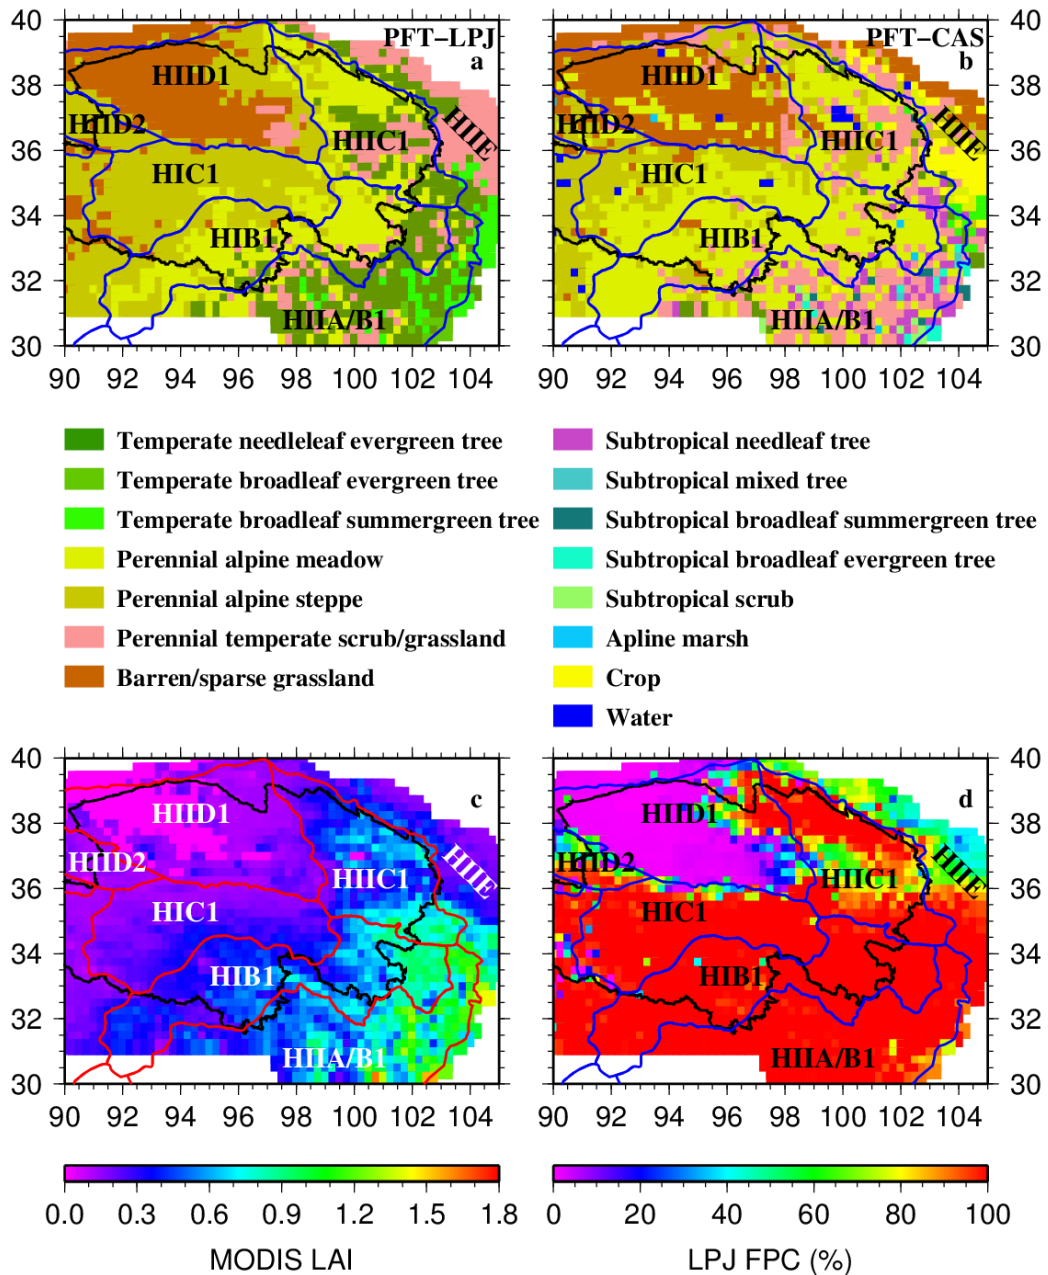 PFT–LPJ
a
HIID1
HIID2
HIIE
HIIC1
HIC1
HIB1
HIIA/B1
90 92 94 96 98 100 102 104
40
38
36
34
32
30
PFT–CAS
b
HIID1
HIID2
HIIE
HIIC1
HIC1
HIB1
HIIA/B1
40
38
36
34
32
30
90 92 94 96 98 100 102 104
Temperate needleleaf evergreen tree
Temperate broadleaf evergreen tree
Temperate broadleaf summergreen tree
Perennial alpine meadow
Perennial alpine steppe
Perennial temperate scrub/grassland
Barren/sparse grassland
Subtropical needleaf tree
Subtropical mixed tree
Subtropical broadleaf summergreen tree
Subtropical broadleaf evergreen tree
Subtropical scrub
Apline marsh
Crop
Water
c
HIID1
HIID2
HIIE
HIIC1
HIC1
HIB1
HIIA/B1
40
38
36
34
32
30
90 92 94 96 98 100 102 104
d
HIID1
HIID2
HIIE
HIIC1
HIC1
HIB1
HIIA/B1
40
38
36
34
32
30
90 92 94 96 98 100 102 104
0.0 0.3 0.6 0.9 1.2 1.5 1.8
MODIS LAI
0 20 40 60 80 100
LPJ FPC (%)